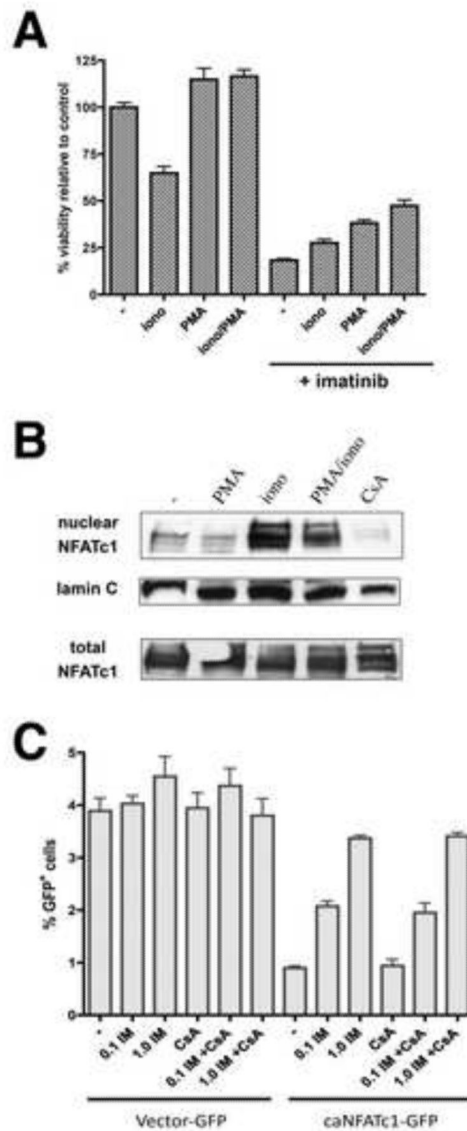 A
% viability relative to control
125
100
75
50
25
0
- iono PMA iono/PMA - iono PMA iono/PMA
+ imatinib
B
- PMA iono PMA/iono CsA
nuclear
NFATc1
lamin C
total
NFATc1
C
% GFP+ cells
5
4
3
2
1
0
- 0.1 IM 1.0 IM CsA 0.1 IM +CsA 1.0 IM +CsA - 0.1 IM 1.0 IM CsA 0.1 IM +CsA 1.0 IM +CsA
Vector-GFP caNFATc1-GFP